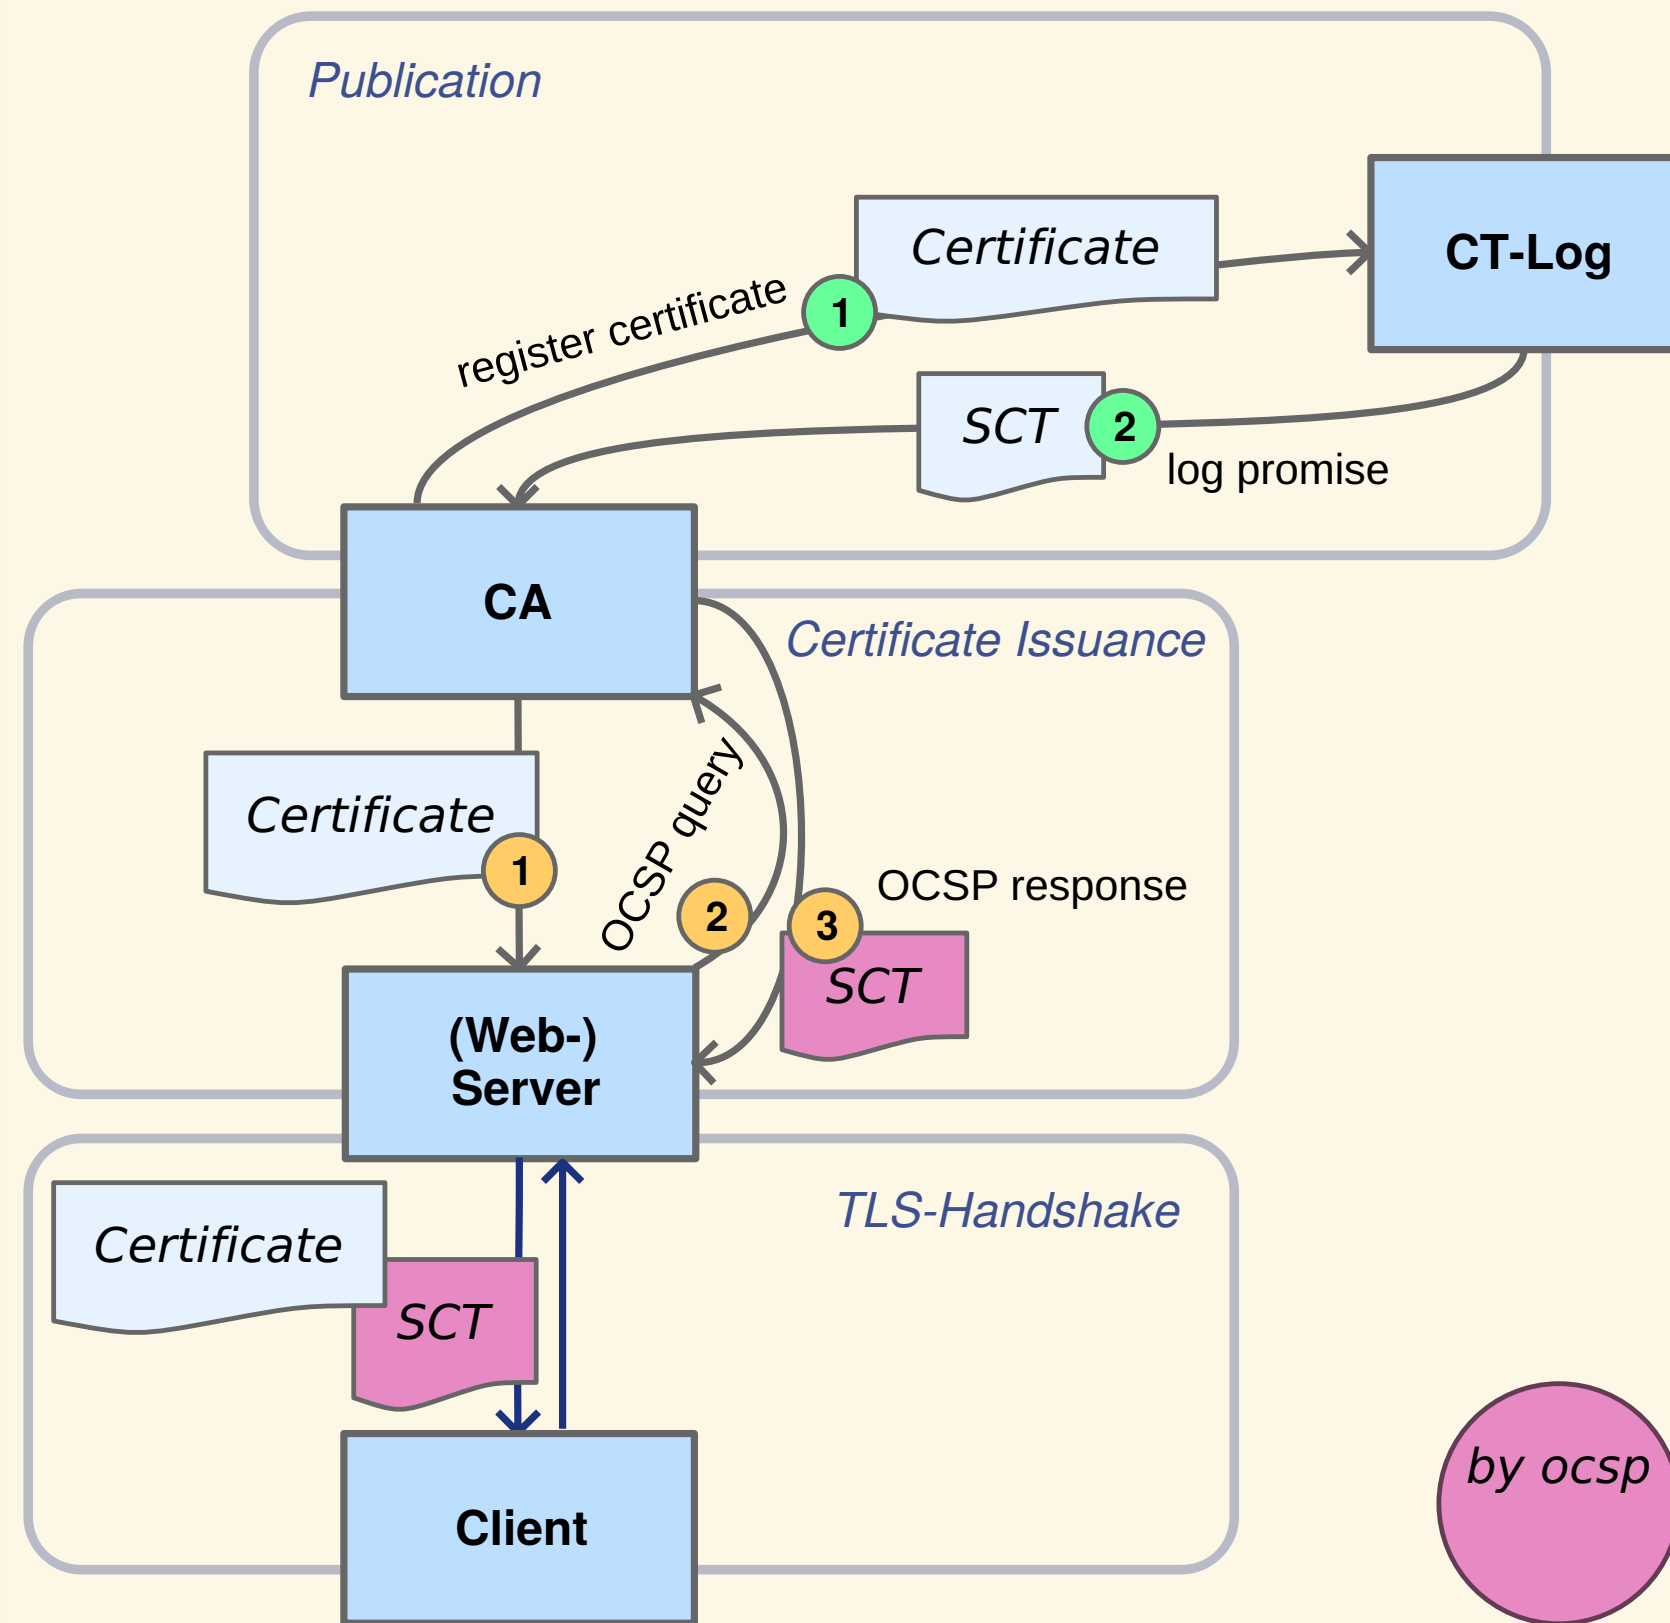 Publication
Certificate
CT-Log
register certificate
1
SCT
2
log promise
CA
Certificate Issuance
Certificate
1
OCSP query
2
3
OCSP response
SCT
(Web-)
Server
TLS-Handshake
Certificate
SCT
Client
by ocsp